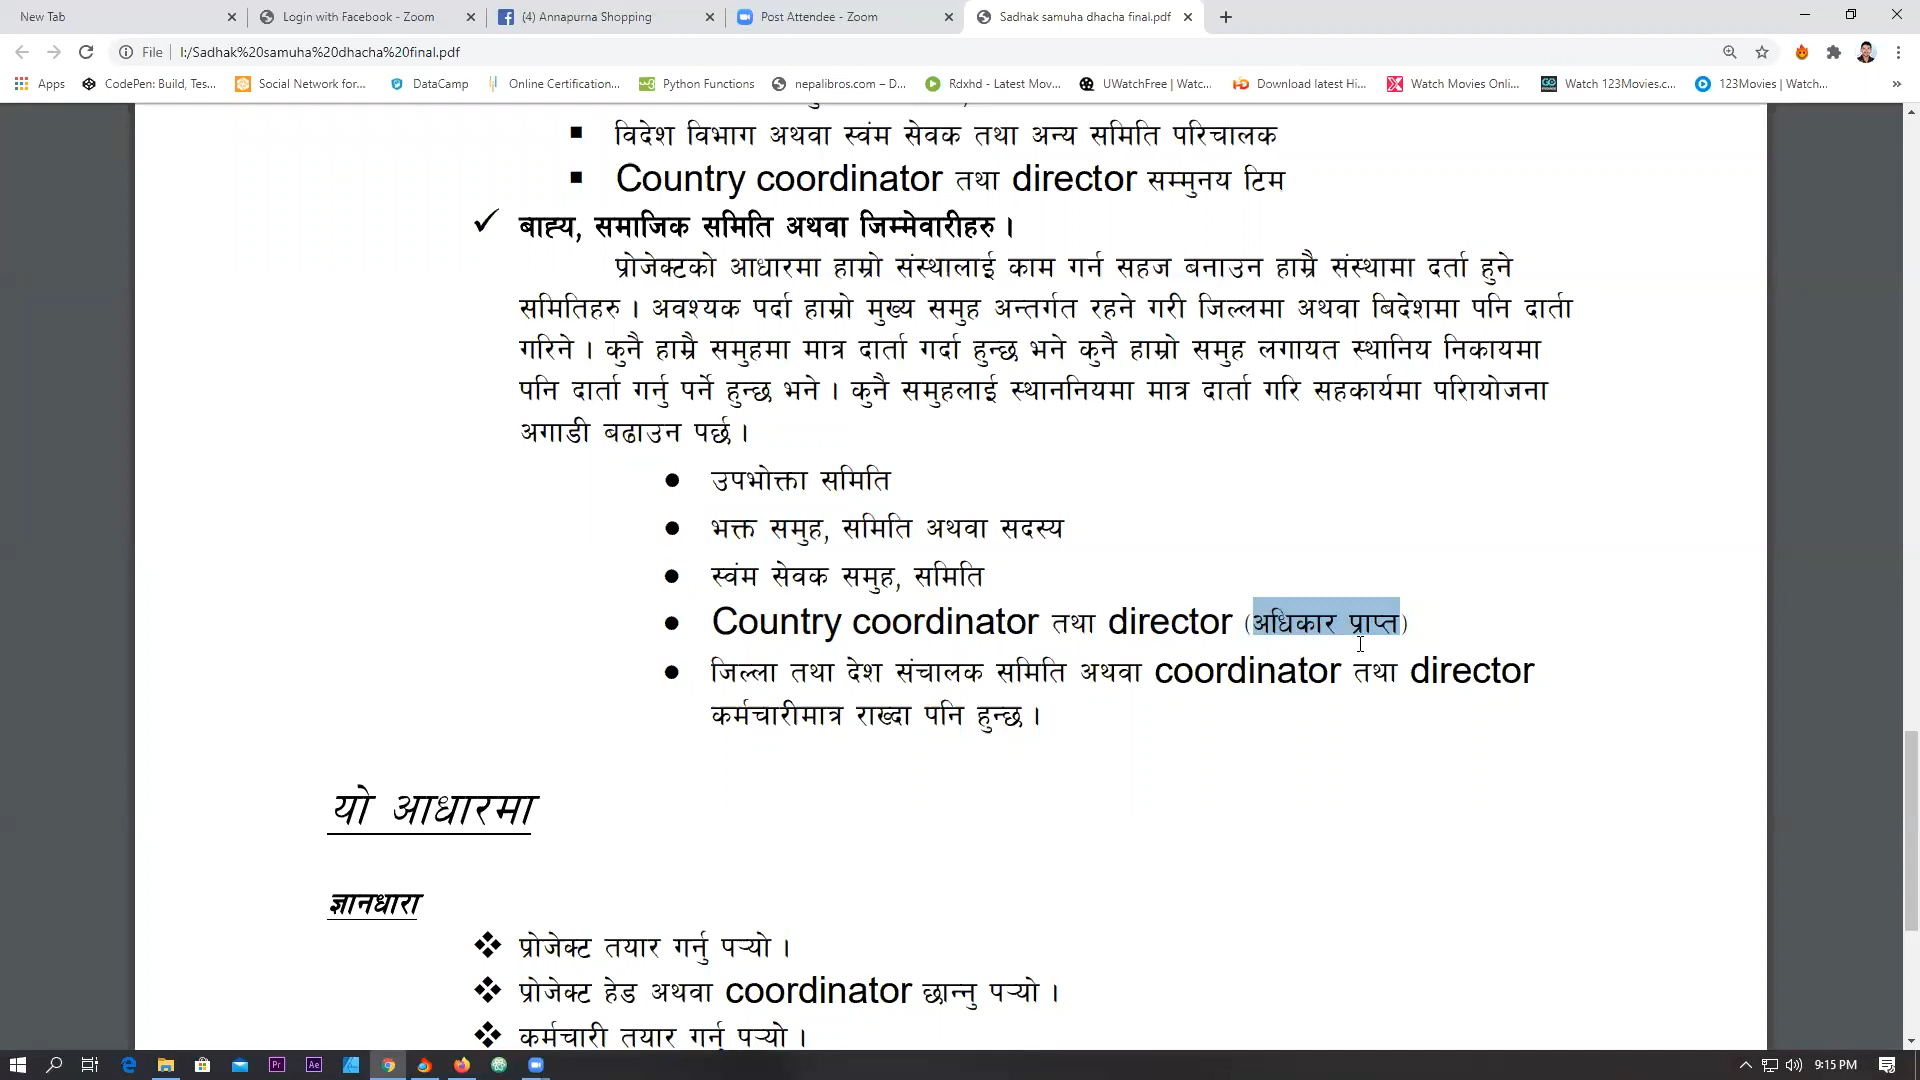 New Tab
Login with Facebook - Zoom
(4) Annapurna Shopping
Post Attendee - Zoom
Sadhak samuha dhacha final.pdf
File
I:/Sadhak%20samuha%20dhacha%20final.pdf
Apps
CodePen: Build, Tes...
Social Network for...
DataCamp
Online Certification...
Python Functions
nepalibros.com – D...
Rdxhd - Latest Mov...
UWatchFree | Watc...
Download latest Hi...
Watch Movies Onli...
Watch 123Movies.c...
123Movies | Watch...
विदेश विभाग अथवा स्वंम सेवक तथा अन्य समिति परिचालक
Country coordinator तथा director सम्मुनय टिम
बाह्य, समाजिक समिति अथवा जिम्मेवारीहरु ।
प्रोजेक्टको आधारमा हाम्रो संस्थालाई काम गर्न सहज बनाउन हाम्रै संस्थामा दर्ता हुने
समितिहरु । अवश्यक पर्दा हाम्रो मुख्य समुह अन्तर्गत रहने गरी जिल्लमा अथवा बिदेशमा पनि दार्ता
गरिने । कुनै हाम्रै समुहमा मात्र दार्ता गर्दा हुन्छ भने कुनै हाम्रो समुह लगायत स्थानिय निकायमा
पनि दार्ता गर्नु पर्ने हुन्छ भने । कुनै समुहलाई स्थाननियमा मात्र दार्ता गरि सहकार्यमा परिायोजना
अगाडी बढाउन पर्छ ।
उपभोक्ता समिति
भक्त समुह, समिति अथवा सदस्य
स्वंम सेवक समुह, समिति
Country coordinator तथा director (अधिकार प्राप्त)
जिल्ला तथा देश संचालक समिति अथवा coordinator तथा director
कर्मचारीमात्र राख्दा पनि हुन्छ ।
यो आधारमा
ज्ञानधारा
प्रोजेक्ट तयार गर्नु पऱ्यो ।
प्रोजेक्ट हेड अथवा coordinator छान्नु पऱ्यो ।
कर्मचारी तयार गर्नु पऱ्यो ।
9:15 PM